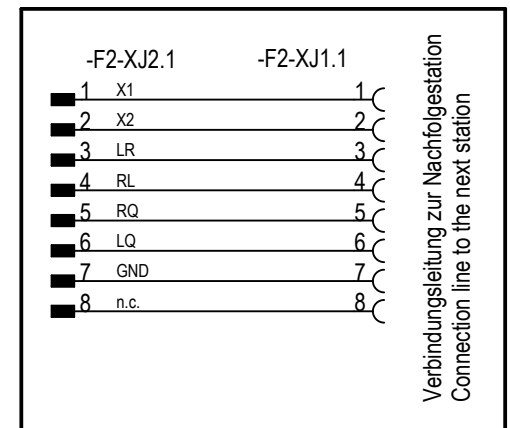 -F2-XJ2.1 -F2-XJ1.1
1 X1 1
2 X2 2
3 LR 3
4 RL 4
5 RQ 5
6 LQ 6
7 GND 7
8 n.c. 8
Verbindungsleitung zur Nachfolgestation
Connection line to the next station